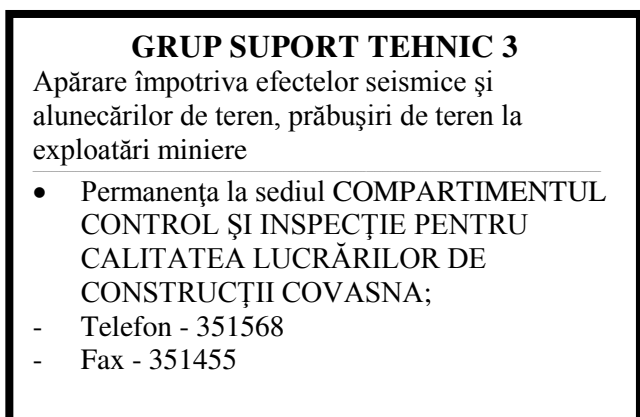 GRUP SUPORT TEHNIC 3
Apărare împotriva efectelor seismice şi
alunecărilor de teren, prăbuşiri de teren la
exploatări miniere
• Permanenţa la sediul COMPARTIMENTUL
CONTROL ŞI INSPECŢIE PENTRU
CALITATEA LUCRĂRILOR DE
CONSTRUCŢII COVASNA;
- Telefon - 351568
- Fax - 351455